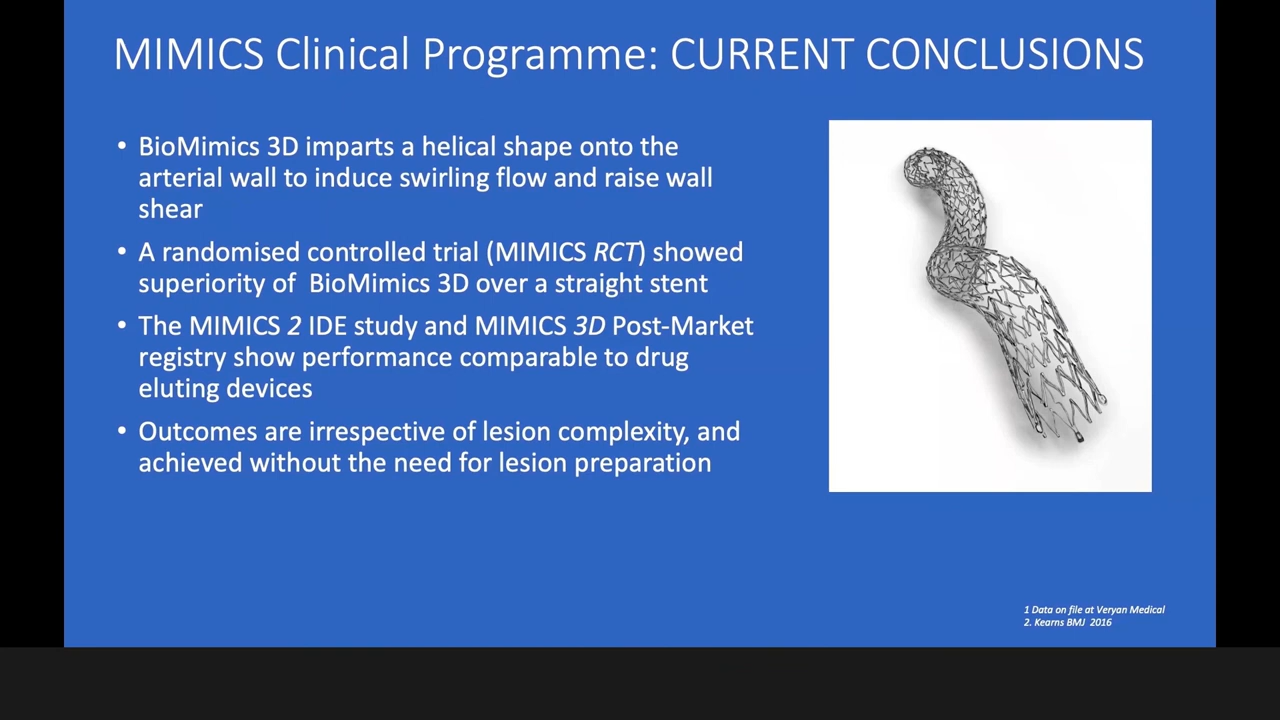 MIMICS Clinical Programme: CURRENT CONCLUSIONS
• BioMimics 3D imparts a helical shape onto the
arterial wall to induce swirling flow and raise wall
shear
• A randomised controlled trial (MIMICS RCT) showed
superiority of  BioMimics 3D over a straight stent
• The MIMICS 2 IDE study and MIMICS 3D Post-Market
registry show performance comparable to drug
eluting devices
• Outcomes are irrespective of lesion complexity, and
achieved without the need for lesion preparation
1 Data on file at Veryan Medical
2. Kearns BMJ  2016